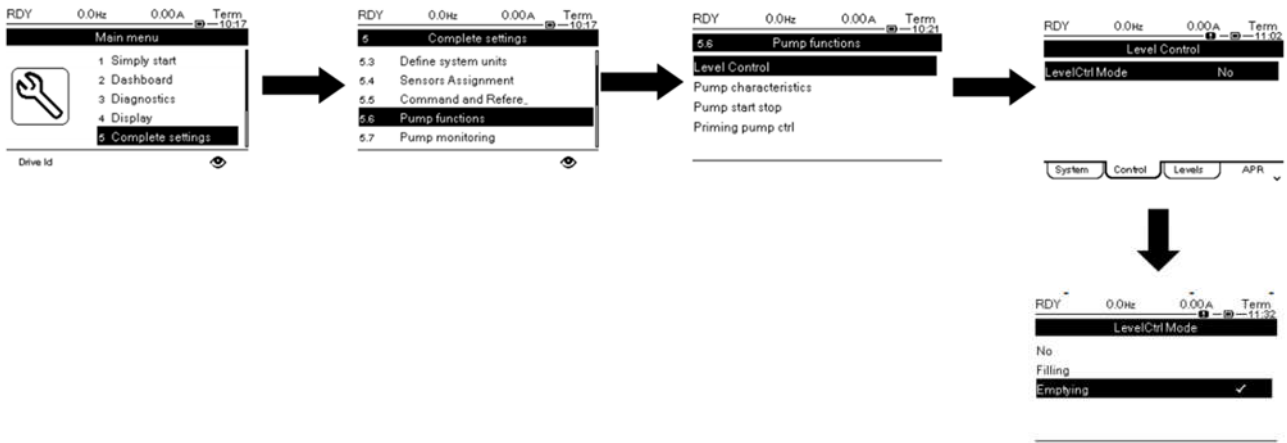 RDY 0.0Hz 0.00A Term
10:17
Main menu
1 Simply start
2 Dashboard
3 Diagnostics
4 Display
5 Complete settings
Drive Id
RDY 0.0Hz 0.00A Term
10:17
5 Complete settings
5.3 Define system units
5.4 Sensors Assignment
5.5 Command and Refere_
5.6 Pump functions
5.7 Pump monitoring
RDY 0.0Hz 0.00A Term
10:21
5.6 Pump functions
Level Control
Pump characteristics
Pump start stop
Priming pump ctrl
RDY 0.0Hz 0.00A Term
11:02
Level Control
LevelCtrl Mode No
System Control Levels APR
RDY 0.0Hz 0.00A Term
11:32
LevelCtrl Mode
No
Filling
Emptying ✓